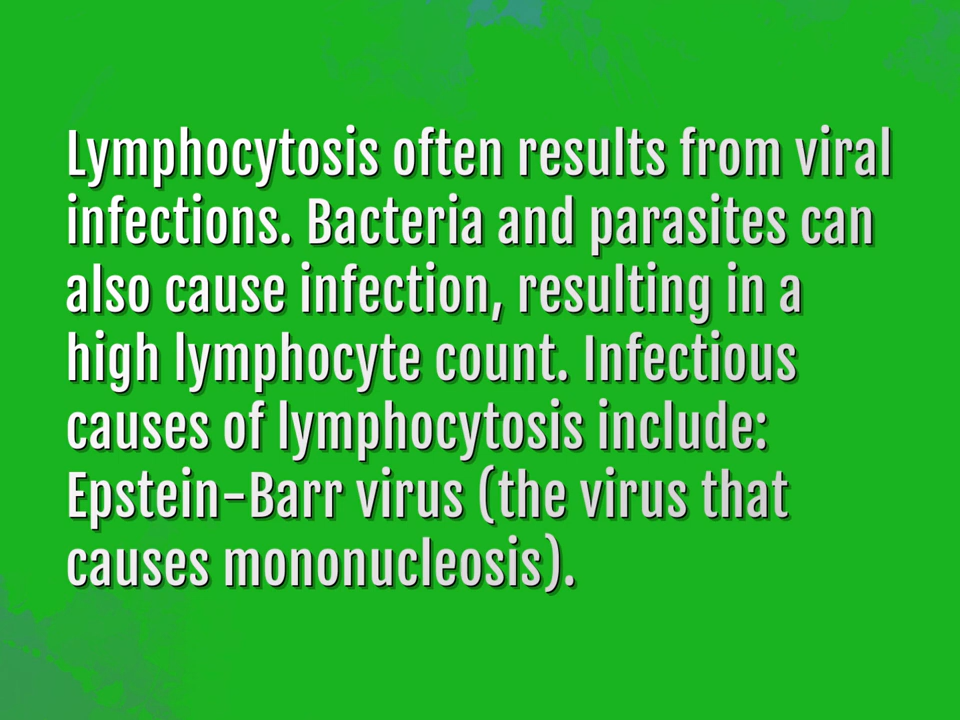 Lymphocytosis often results from viral
infections. Bacteria and parasites can
also cause infection, resulting in a
high lymphocyte count. Infectious
causes of lymphocytosis include:
Epstein-Barr virus (the virus that
causes mononucleosis).